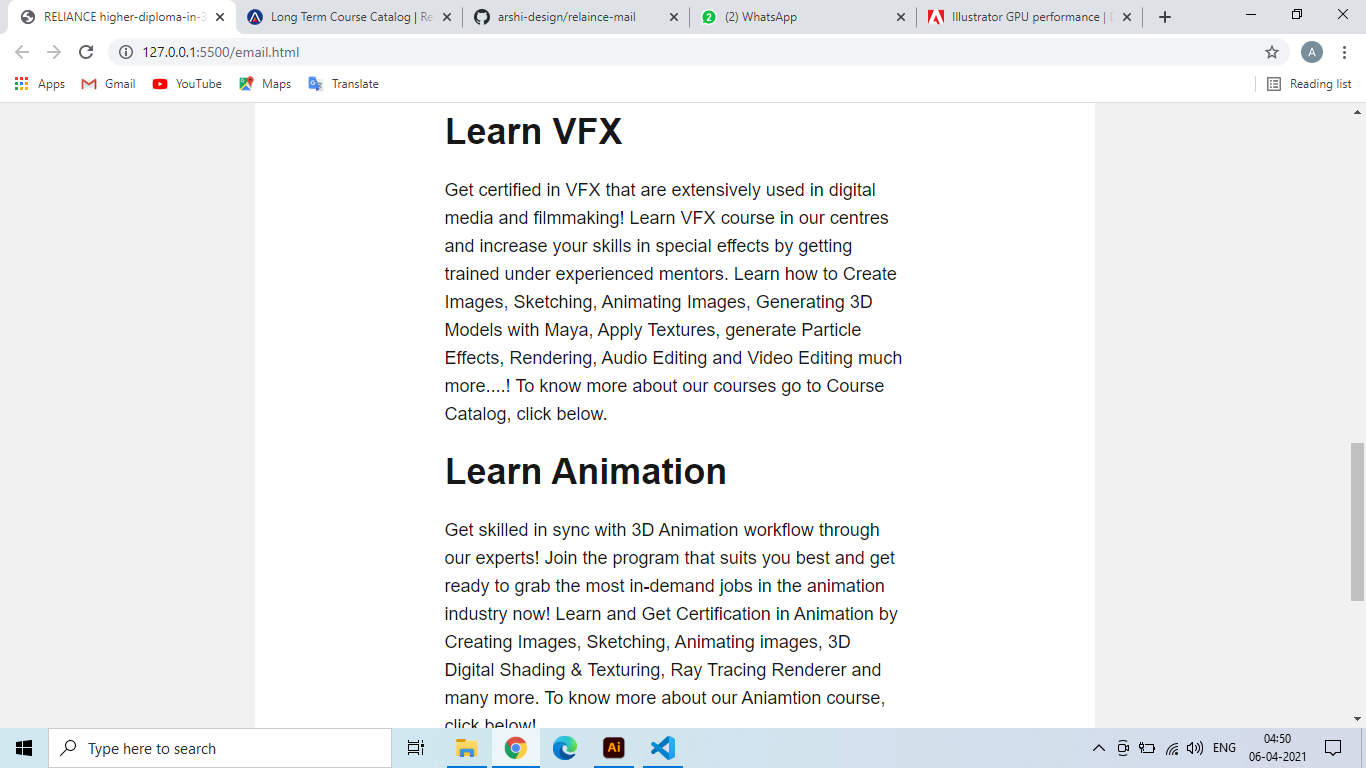 RELIANCE higher-diploma-in-3
Long Term Course Catalog | Re
arshi-design/relaince-mail
2 (2) WhatsApp
Illustrator GPU performance |
127.0.0.1:5500/email.html
A
Apps Gmail YouTube Maps Translate
Reading list
Learn VFX
Get certified in VFX that are extensively used in digital
media and filmmaking! Learn VFX course in our centres
and increase your skills in special effects by getting
trained under experienced mentors. Learn how to Create
Images, Sketching, Animating Images, Generating 3D
Models with Maya, Apply Textures, generate Particle
Effects, Rendering, Audio Editing and Video Editing much
more....! To know more about our courses go to Course
Catalog, click below.
Learn Animation
Get skilled in sync with 3D Animation workflow through
our experts! Join the program that suits you best and get
ready to grab the most in-demand jobs in the animation
industry now! Learn and Get Certification in Animation by
Creating Images, Sketching, Animating images, 3D
Digital Shading & Texturing, Ray Tracing Renderer and
many more. To know more about our Aniamtion course,
click below!
Type here to search
Ai
ENG
04:50
06-04-2021